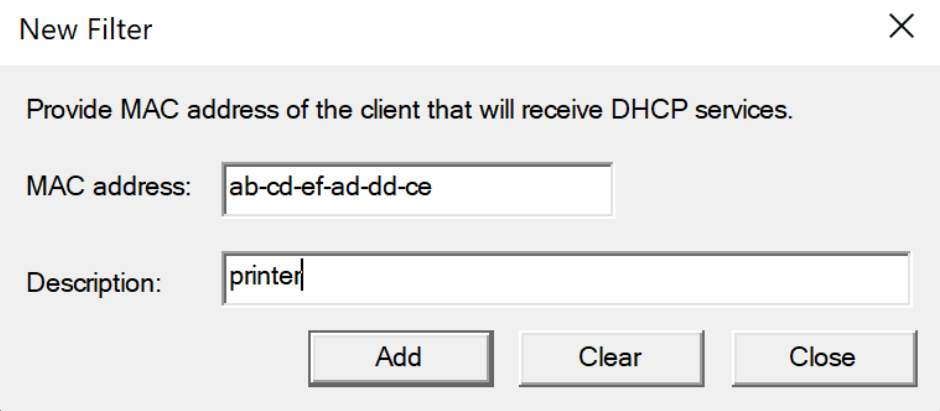 New Filter
Provide MAC address of the client that will receive DHCP services.
MAC address: ab-cd-ef-ad-dd-ce
Description: printer
Add Clear Close